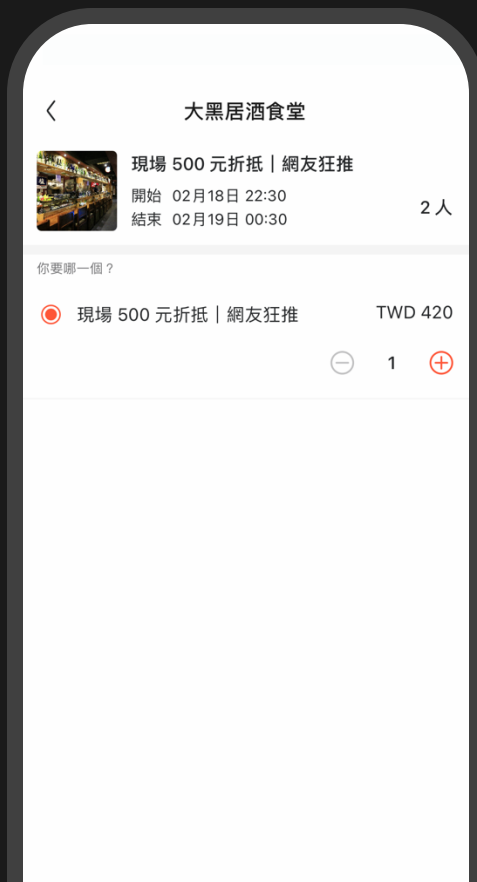 大黑居酒食堂
現場 500 元折抵｜網友狂推
開始 02月18日 22:30
結束 02月19日 00:30
2 人
你要哪一個？
現場 500 元折抵｜網友狂推
TWD 420
1